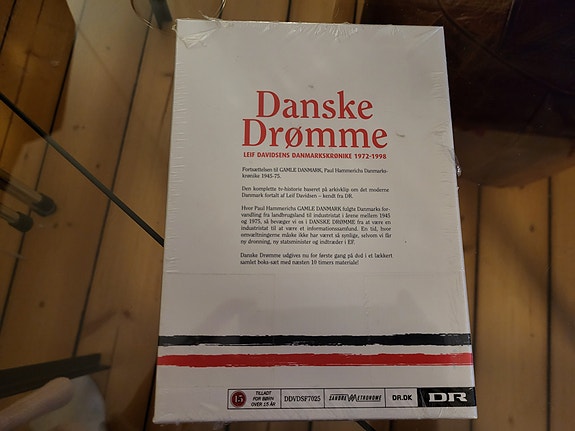 Danske
Drømme
LEIF DAVIDSENS DANMARKSKRØNIKE 1972-1998
Fortsættelsen til GAMLE DANMARK, Paul Hammerichs Danmarks-
krønike 1945-75.
Den komplette tv-historie baseret på arkivklip om det moderne
Danmark fortalt af Leif Davidsen – kendt fra DR.
Hvor Paul Hammerichs GAMLE DANMARK fulgte Danmarks for-
vandling fra landbrugsland til industristat i årene mellem 1945
og 1975, så bevæger vi os i DANSKE DRØMME fra at være en
industristat til at være et informationssamfund. En tid, hvor
omvæltningerne måske ikke har været så synlige, selvom vi får
ny dronning, ny statsminister og indtræder i EF.
Danske Drømme udgives nu for første gang på dvd i et lækkert
samlet boks-sæt med næsten 10 timers materiale!
15
TILLADT
FOR BØRN
OVER 15 ÅR
DDVDSF7025
SANDREW METRONOME
DR.DK
DR